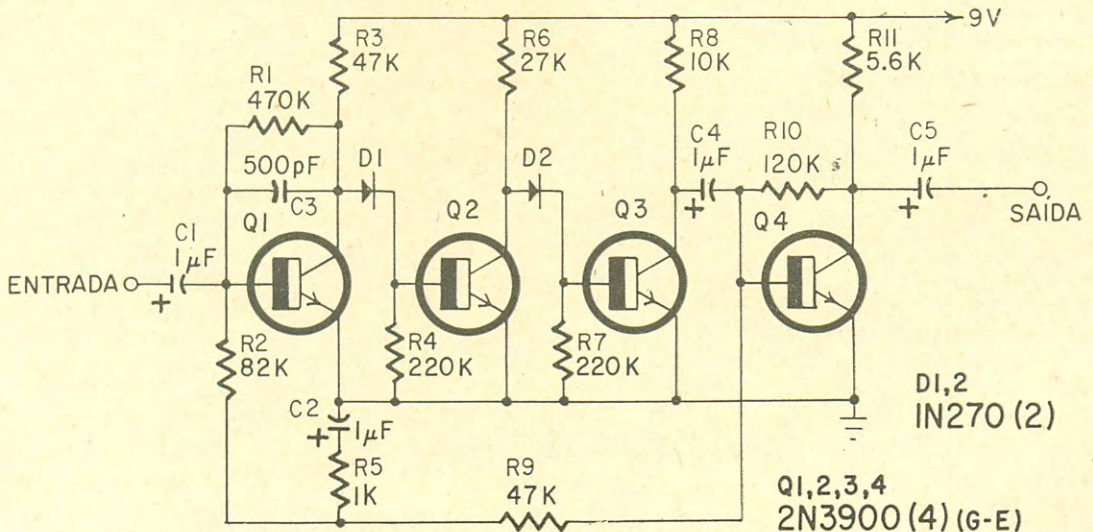 9V
R3
47K
R6
27K
R8
10K
R11
5.6K
R1
470K
500pF
C3
D1
D2
C4
1µF
+
R10
120K
C5
1µF
+
SAÍDA
Q1
Q2
Q3
Q4
C1
1µF
+
ENTRADA
R2
82K
R4
220K
R7
220K
C2
+
1µF
R5
1K
R9
47K
D1,2
1N270 (2)
Q1,2,3,4
2N3900 (4) (G-E)